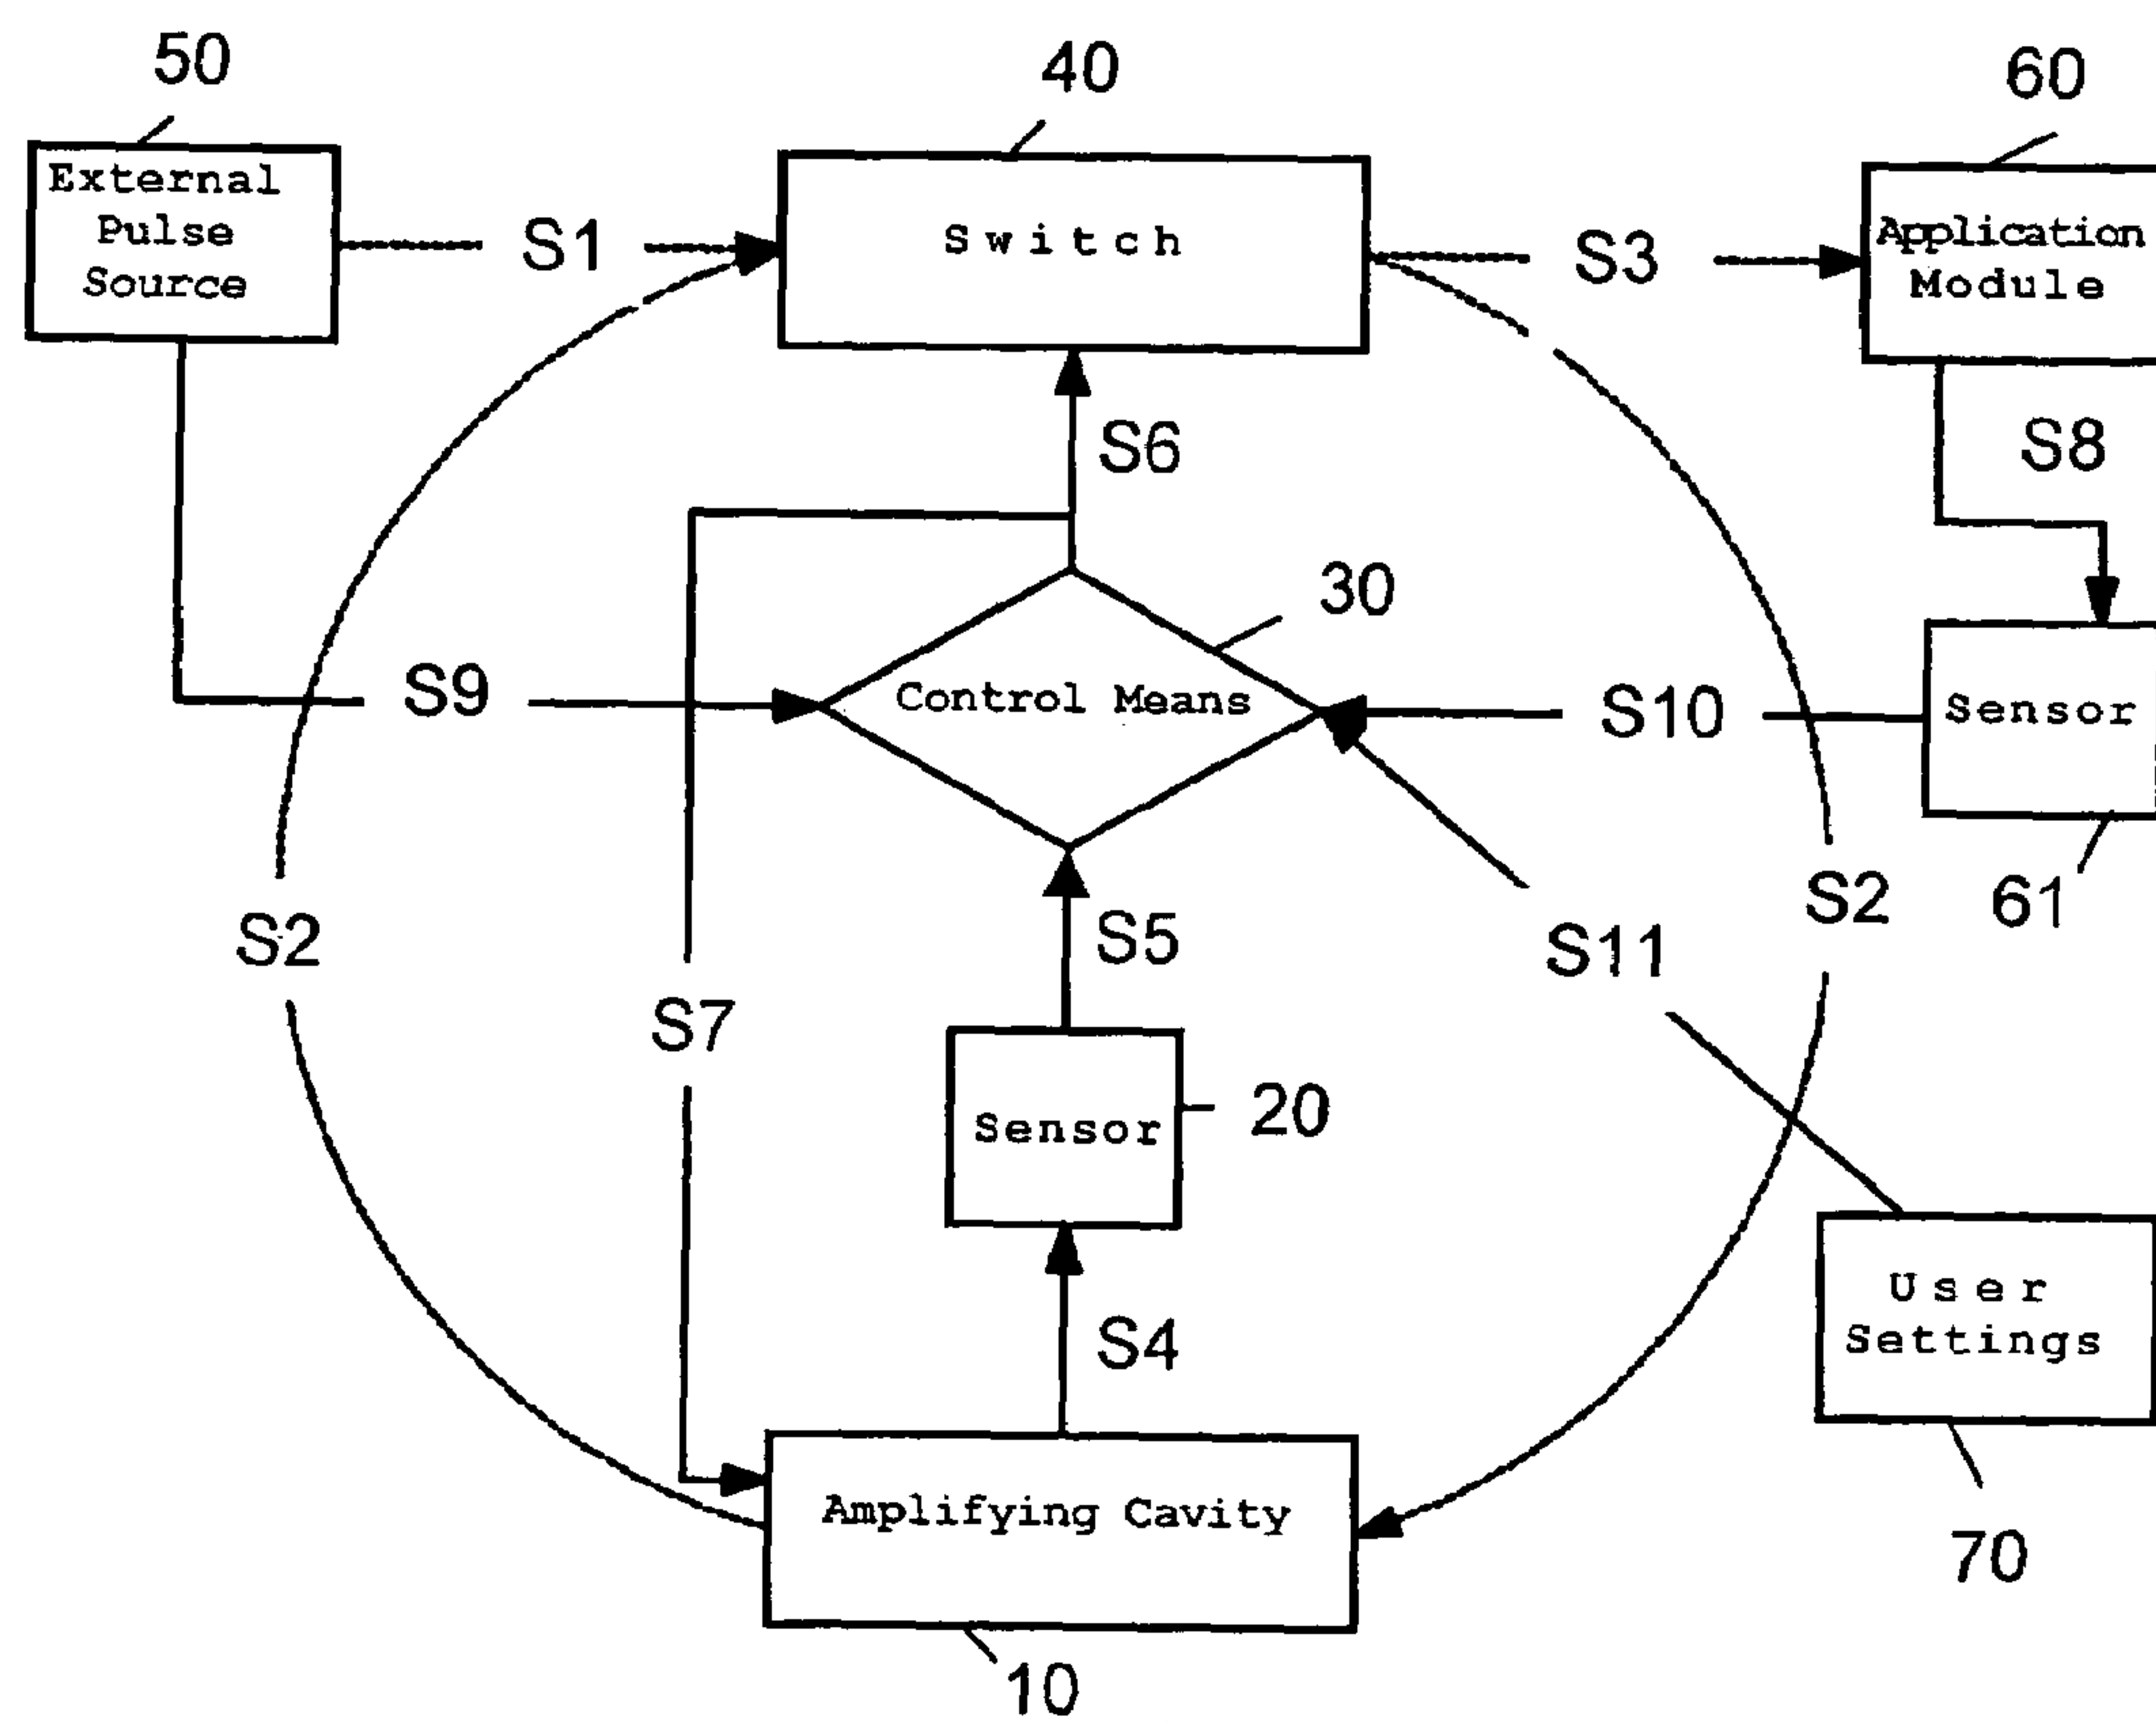 50
40
60
External
Pulse
Source
S1
Switch
S3
Application
Module
S6
S8
30
S9
Control Means
S10
Sensor
S2
S5
S11
S2
61
S7
Sensor
20
S4
User
Settings
Amplifying Cavity
70
10